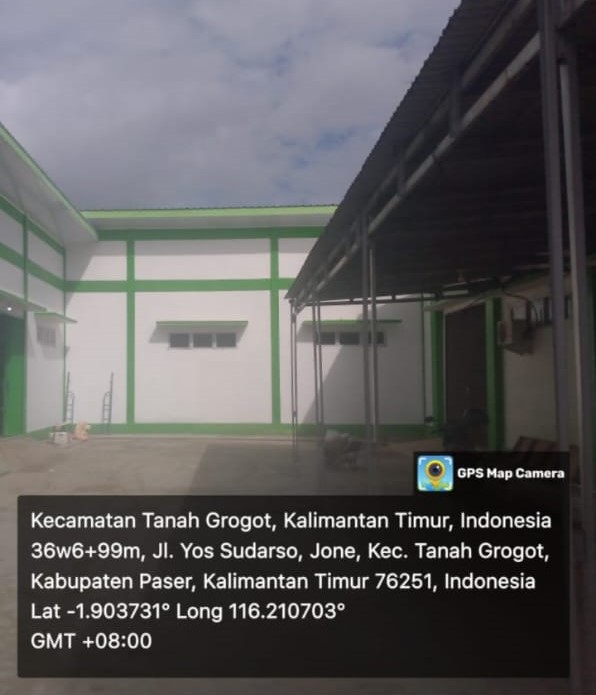 GPS Map Camera
Kecamatan Tanah Grogot, Kalimantan Timur, Indonesia
36w6+99m, Jl. Yos Sudarso, Jone, Kec. Tanah Grogot,
Kabupaten Paser, Kalimantan Timur 76251, Indonesia
Lat -1.903731° Long 116.210703°
GMT +08:00